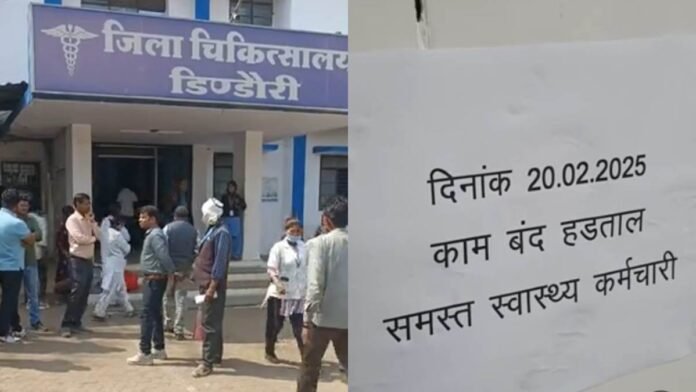 जिला चिकित्सालय
डिण्डौरी
दिनांक 20.02.2025
काम बंद हडताल
समस्त स्वास्थ्य कर्मचारी